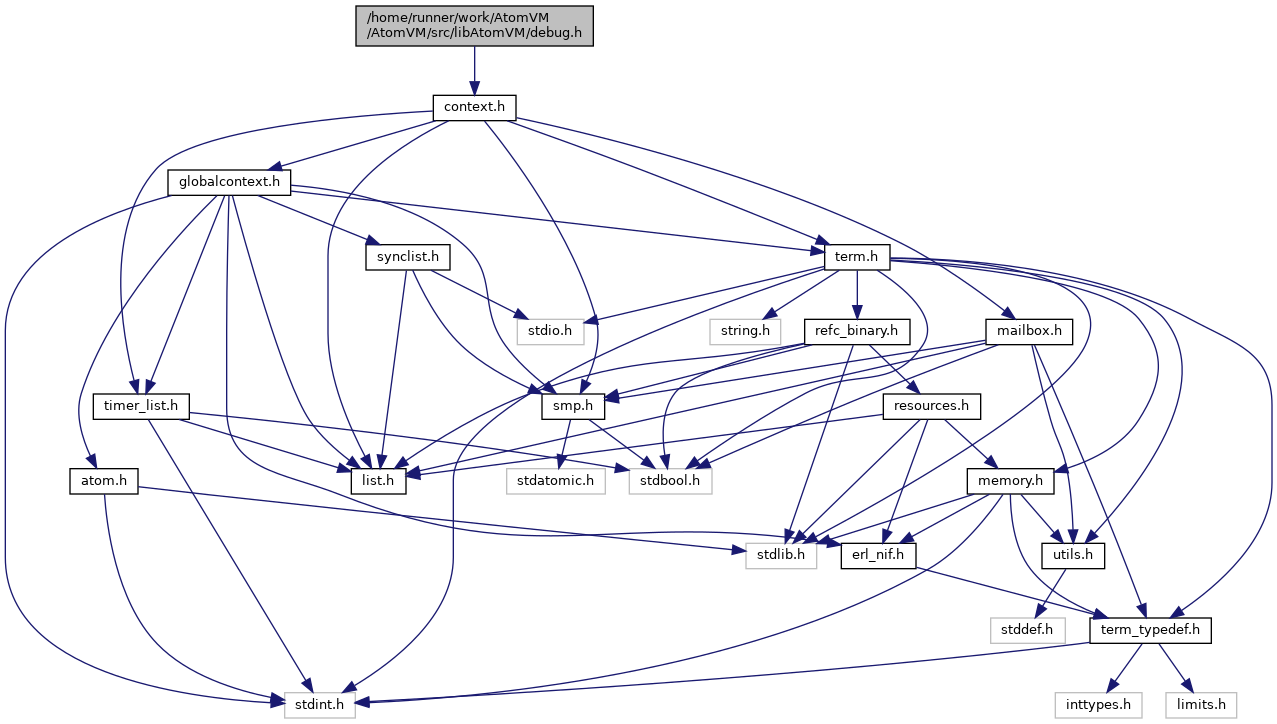 /home/runner/work/AtomVM
/AtomVM/src/libAtomVM/debug.h
context.h
globalcontext.h
synclist.h
term.h
stdio.h
string.h
refc_binary.h
mailbox.h
timer_list.h
smp.h
resources.h
atom.h
list.h
stdatomic.h
stdbool.h
memory.h
stdlib.h
erl_nif.h
utils.h
stddef.h
term_typedef.h
stdint.h
inttypes.h
limits.h